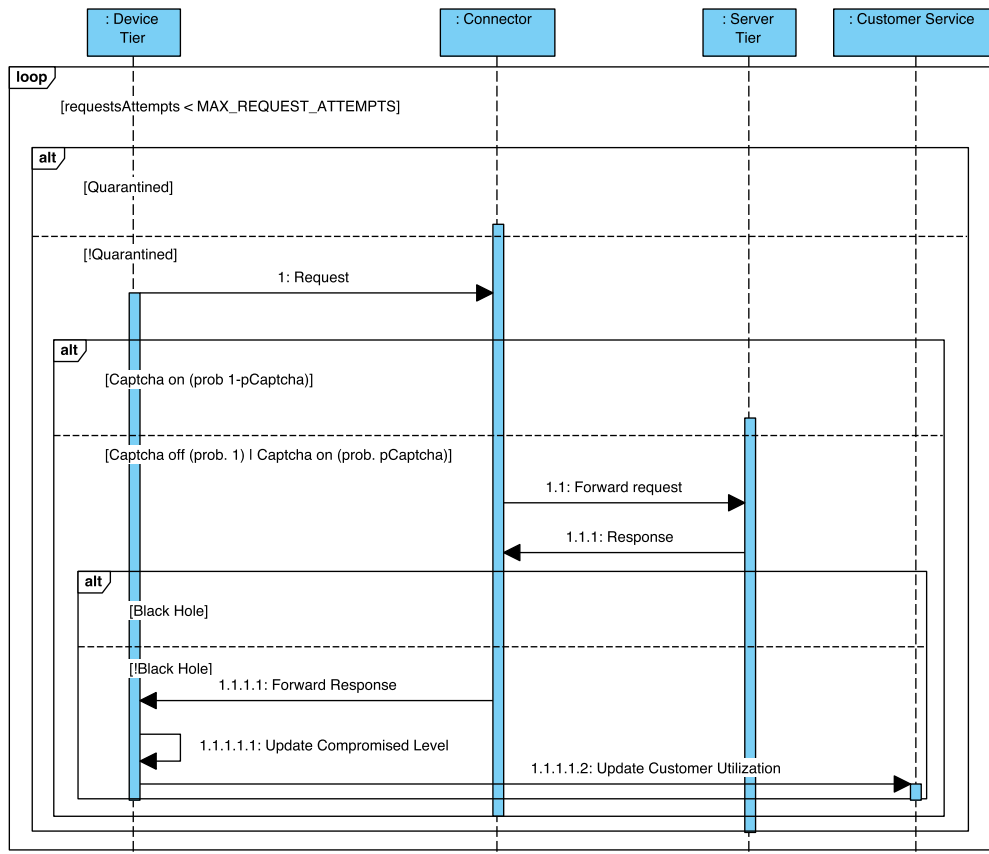 : Device
Tier
: Connector
: Server
Tier
: Customer Service
loop
[requestsAttempts < MAX_REQUEST_ATTEMPTS]
alt
[Quarantined]
[!Quarantined]
1: Request
alt
[Captcha on (prob 1-pCaptcha)]
[Captcha off (prob. 1) | Captcha on (prob. pCaptcha)]
1.1: Forward request
1.1.1: Response
alt
[Black Hole]
[!Black Hole]
1.1.1.1: Forward Response
1.1.1.1.1: Update Compromised Level
1.1.1.1.2: Update Customer Utilization